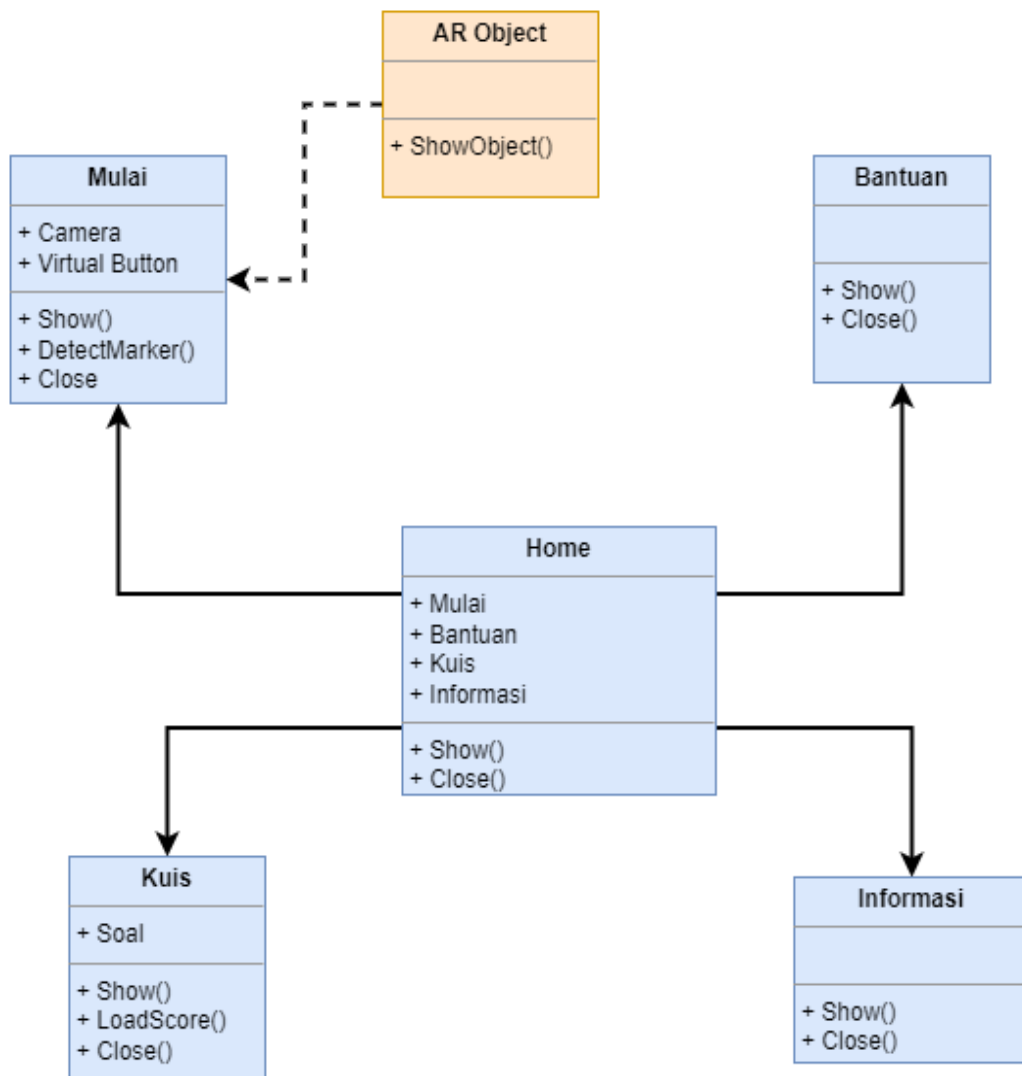 AR Object
+ ShowObject()
Mulai
+ Camera
+ Virtual Button
+ Show()
+ DetectMarker()
+ Close
Bantuan
+ Show()
+ Close()
Home
+ Mulai
+ Bantuan
+ Kuis
+ Informasi
+ Show()
+ Close()
Kuis
+ Soal
+ Show()
+ LoadScore()
+ Close()
Informasi
+ Show()
+ Close()